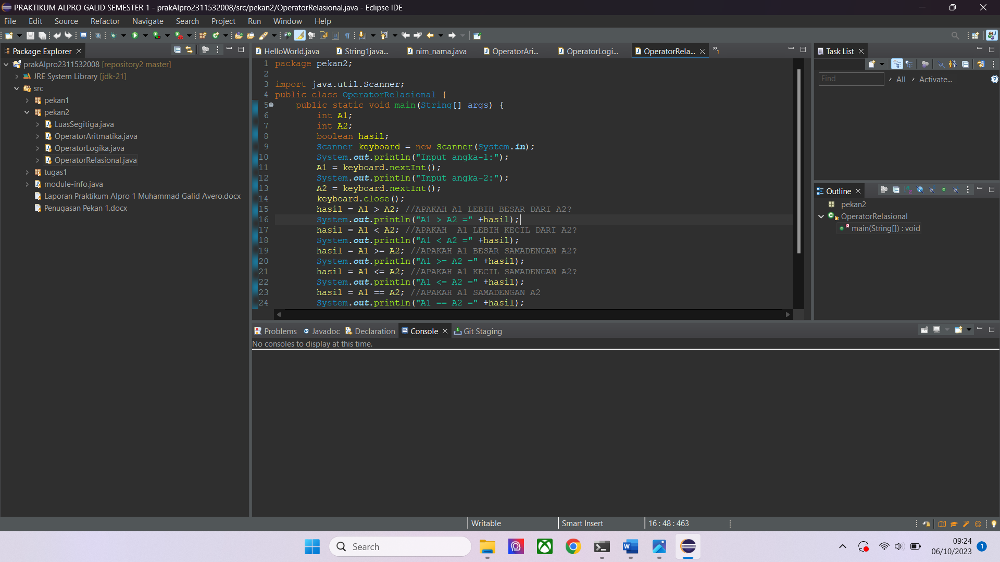 PRAKTIKUM ALPRO GALID SEMESTER 1 - prakAlpro2311532008/src/pekan2/OperatorRelasional.java - Eclipse IDE
File Edit Source Refactor Navigate Search Project Run Window Help
Package Explorer
prakAlpro2311532008 [repository2 master]
JRE System Library [jdk-21]
src
pekan1
pekan2
LuasSegitiga.java
OperatorAritmatika.java
OperatorLogika.java
OperatorRelasional.java
tugas1
module-info.java
Laporan Praktikum Alpro 1 Muhammad Galid Avero.docx
Penugasan Pekan 1.docx
HelloWorld.java String1java... nim_nama.java OperatorAri... OperatorLogi... OperatorRela... »1
1 package pekan2;
2
3 import java.util.Scanner;
4 public class OperatorRelasional {
5 public static void main(String[] args) {
6 int A1;
7 int A2;
8 boolean hasil;
9 Scanner keyboard = new Scanner(System.in);
10 System.out.println("Input angka-1:");
11 A1 = keyboard.nextInt();
12 System.out.println("Input angka-2:");
13 A2 = keyboard.nextInt();
14 keyboard.close();
15 hasil = A1 > A2; //APAKAH A1 LEBIH BESAR DARI A2?
16 System.out.println("A1 > A2 =" +hasil);
17 hasil = A1 < A2; //APAKAH  A1 LEBIH KECIL DARI A2?
18 System.out.println("A1 < A2 =" +hasil);
19 hasil = A1 >= A2; //APAKAH A1 BESAR SAMADENGAN A2?
20 System.out.println("A1 >= A2 =" +hasil);
21 hasil = A1 <= A2; //APAKAH A1 KECIL SAMADENGAN A2?
22 System.out.println("A1 <= A2 =" +hasil);
23 hasil = A1 == A2; //APAKAH A1 SAMADENGAN A2
24 System.out.println("A1 == A2 =" +hasil);
Task List
Find All Activate...
Outline
pekan2
OperatorRelasional
main(String[]) : void
Problems Javadoc Declaration Console Git Staging
No consoles to display at this time.
Writable Smart Insert 16 : 48 : 463
Search
09:24
06/10/2023
1